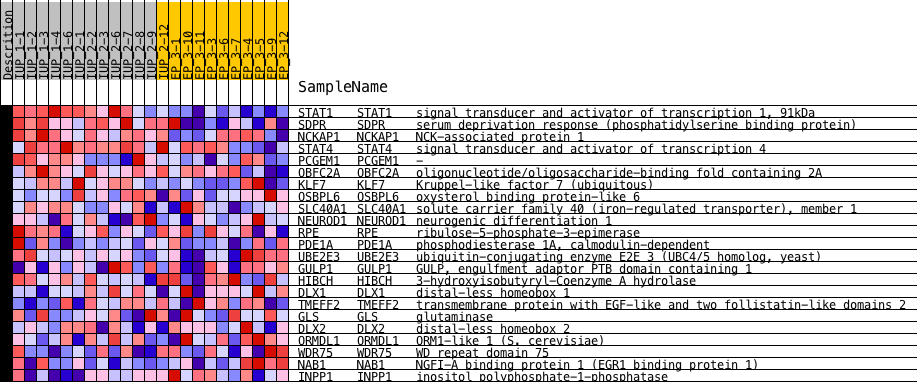 Descrition
IUP_1-1
IUP_1-2
IUP_1-3
IUP_1-4
IUP_1-6
IUP_2-2
IUP_2-3
IUP_2-6
IUP_2-7
IUP_2-8
IUP_2-9
IUP_2-12
EP_3-1
EP_3-10
EP_3-11
EP_3-3
EP_3-6
EP_3-7
EP_3-4
EP_3-5
EP_3-9
EP_3-12
SampleName
STAT1 STAT1 signal transducer and activator of transcription 1, 91kDa
SDPR SDPR serum deprivation response (phosphatidylserine binding protein)
NCKAP1 NCKAP1 NCK-associated protein 1
STAT4 STAT4 signal transducer and activator of transcription 4
PCGEM1 PCGEM1 -
OBFC2A OBFC2A oligonucleotide/oligosaccharide-binding fold containing 2A
KLF7 KLF7 Kruppel-like factor 7 (ubiquitous)
OSBPL6 OSBPL6 oxysterol binding protein-like 6
SLC40A1 SLC40A1 solute carrier family 40 (iron-regulated transporter), member 1
NEUROD1 NEUROD1 neurogenic differentiation 1
RPE RPE ribulose-5-phosphate-3-epimerase
PDE1A PDE1A phosphodiesterase 1A, calmodulin-dependent
UBE2E3 UBE2E3 ubiquitin-conjugating enzyme E2E 3 (UBC4/5 homolog, yeast)
GULP1 GULP1 GULP, engulfment adaptor PTB domain containing 1
HIBCH HIBCH 3-hydroxyisobutyryl-Coenzyme A hydrolase
DLX1 DLX1 distal-less homeobox 1
TMEFF2 TMEFF2 transmembrane protein with EGF-like and two follistatin-like domains 2
GLS GLS glutaminase
DLX2 DLX2 distal-less homeobox 2
ORMDL1 ORMDL1 ORM1-like 1 (S. cerevisiae)
WDR75 WDR75 WD repeat domain 75
NAB1 NAB1 NGFI-A binding protein 1 (EGR1 binding protein 1)
INPP1 INPP1 inositol polyphosphate-1-phosphatase